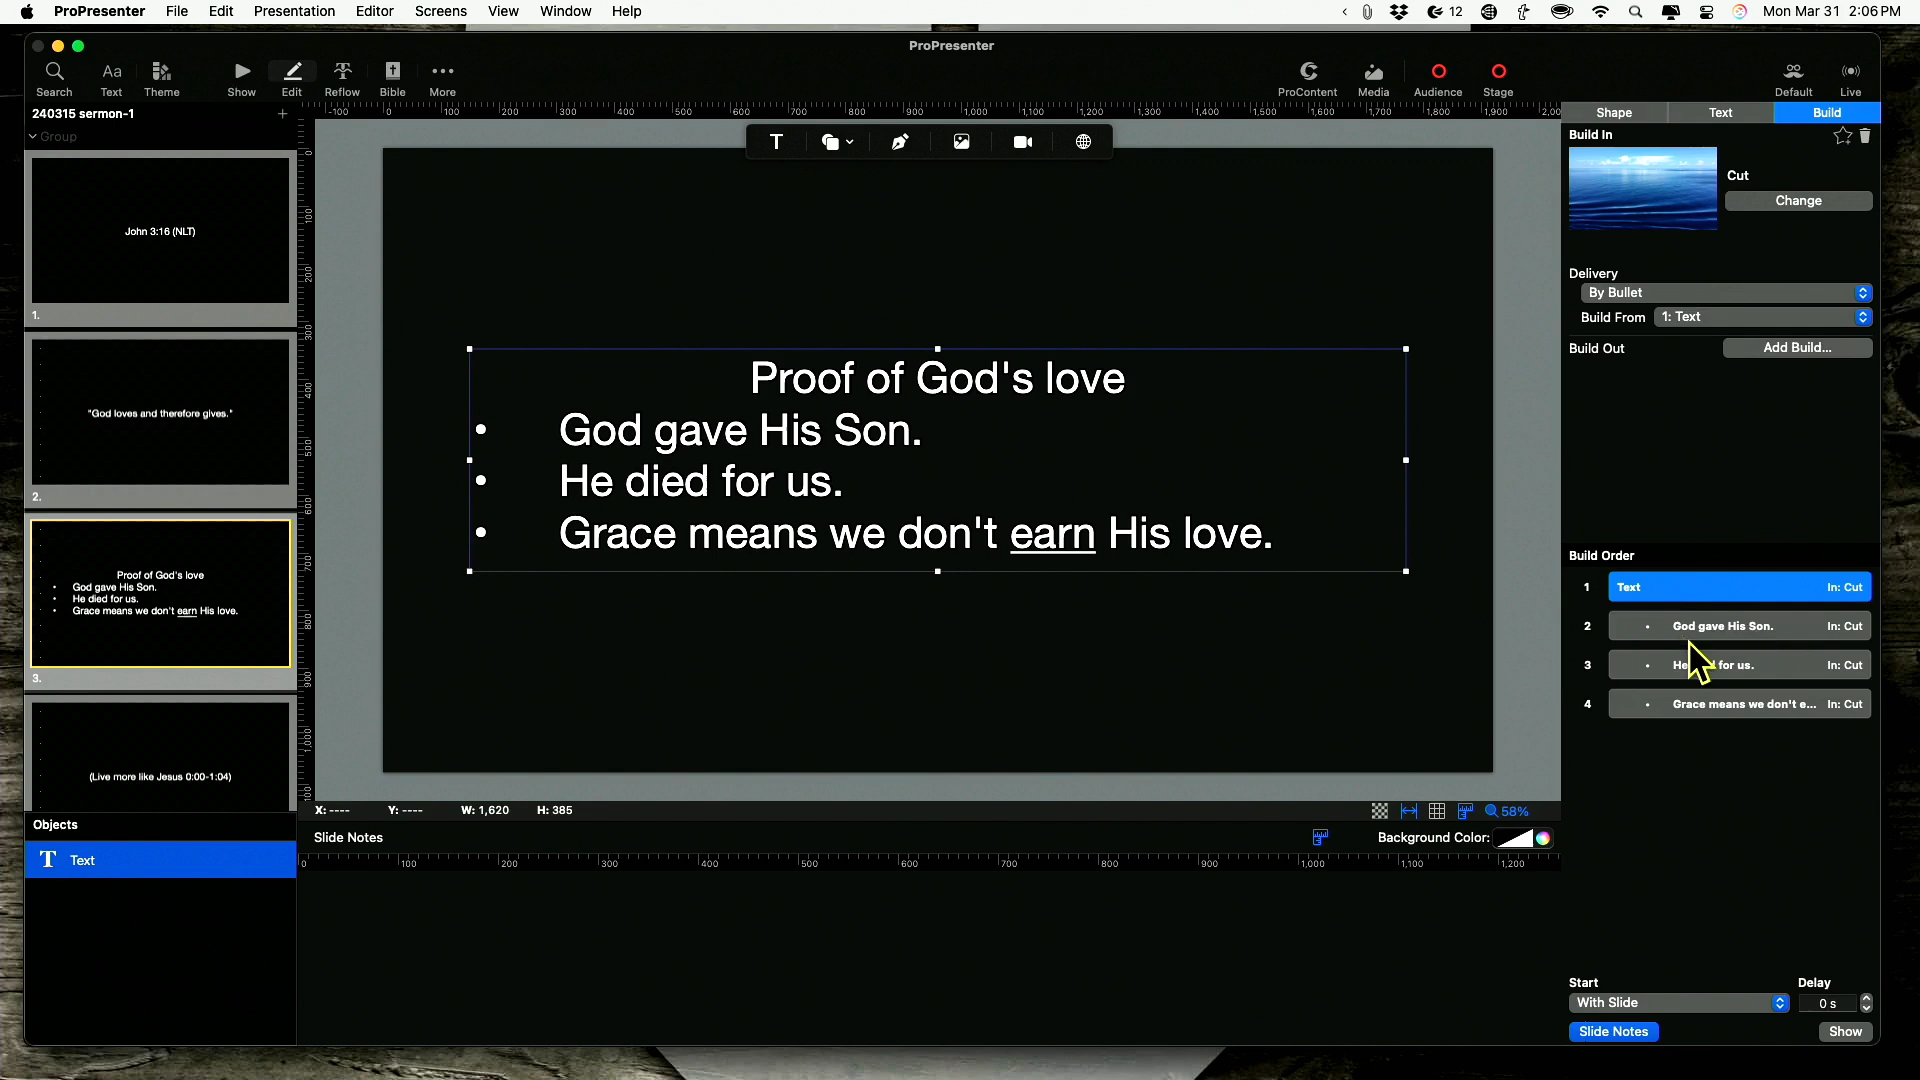 ProPresenter File Edit Presentation Editor Screens View Window Help
12 Mon Mar 31 2:06 PM
ProPresenter
Search Text Theme Show Edit Reflow Bible More
ProContent Media Audience Stage Default Live
240315 sermon-1
Group
John 3:16 (NLT)
1.
"God loves and therefore gives."
2.
Proof of God's love
• God gave His Son.
• He died for us.
• Grace means we don't earn His love.
3.
(Live more like Jesus 0:00-1:04)
Objects
T Text
Proof of God's love
• God gave His Son.
• He died for us.
• Grace means we don't earn His love.
X: ---- Y: ---- W: 1,620 H: 385
58%
Slide Notes
Background Color:
Shape Text Build
Build In
Cut
Change
Delivery
By Bullet
Build From 1: Text
Build Out Add Build...
Build Order
1 Text In: Cut
2 • God gave His Son. In: Cut
3 • He for us. In: Cut
4 • Grace means we don't e... In: Cut
Start Delay
With Slide 0 s
Slide Notes Show